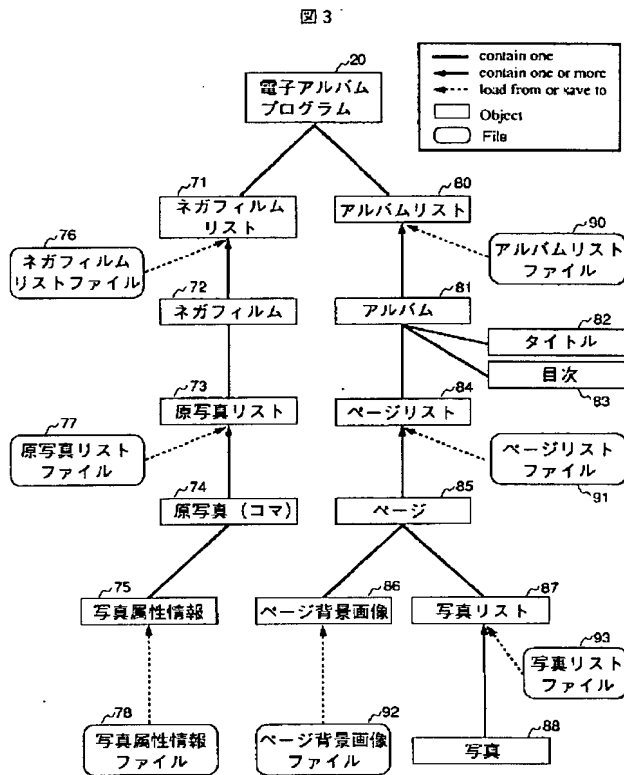 図3
contain one
contain one or more
load from or save to
Object
File
20
電子アルバム
プログラム
71
ネガフィルム
リスト
80
アルバムリスト
76
ネガフィルム
リストファイル
90
アルバムリスト
ファイル
72
ネガフィルム
81
アルバム
82
タイトル
目次
83
73
原写真リスト
84
ページリスト
77
原写真リスト
ファイル
ページリスト
ファイル
91
74
原写真（コマ）
85
ページ
75
写真属性情報
86
ページ背景画像
87
写真リスト
93
写真リスト
ファイル
78
写真属性情報
ファイル
92
ページ背景画像
ファイル
88
写真